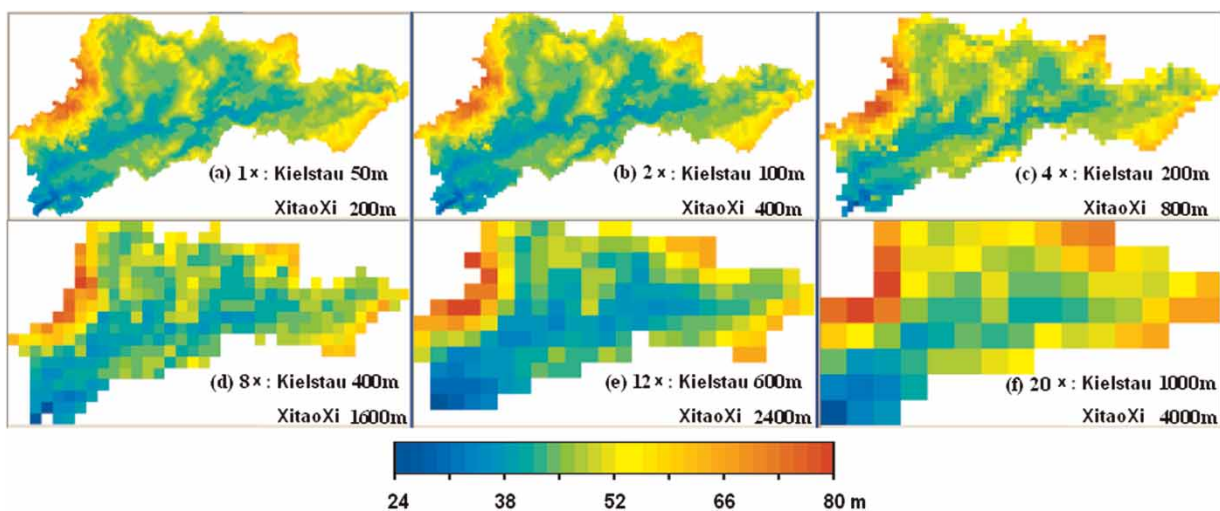 (a) 1×: Kielstau 50m
XitaoXi 200m
(b) 2×: Kielstau 100m
XitaoXi 400m
(c) 4×: Kielstau 200m
XitaoXi 800m
(d) 8×: Kielstau 400m
XitaoXi 1600m
(e) 12×: Kielstau 600m
XitaoXi 2400m
(f) 20×: Kielstau 1000m
XitaoXi 4000m
24 38 52 66 80 m